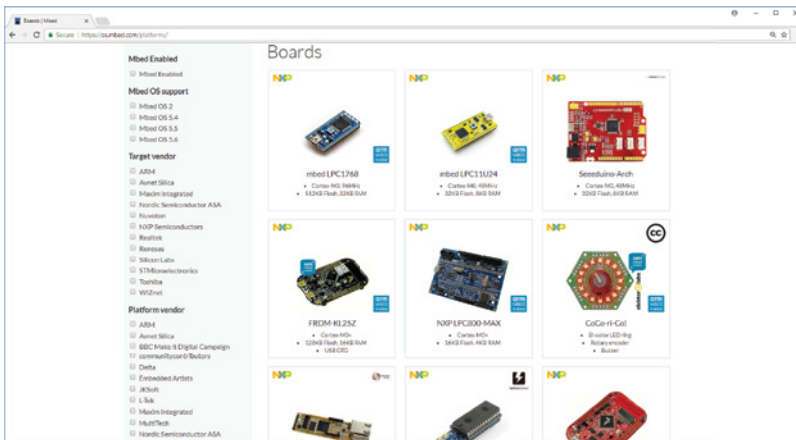 Boards | Mbed
Secure | https://os.mbed.com/platforms/
Mbed Enabled
Mbed Enabled
Mbed OS support
Mbed OS 2
Mbed OS 5.4
Mbed OS 5.5
Mbed OS 5.6
Target vendor
ARM
Avnet Silica
Maxim Integrated
Nordic Semiconductor ASA
Nuvoton
NXP Semiconductors
Realtek
Renesas
Silicon Labs
STMicroelectronics
Toshiba
WIZnet
Platform vendor
ARM
Avnet Silica
BBC Make It Digital Campaign
communitycontributors
Delta
Embedded Artists
JKSoft
L-Tek
Maxim Integrated
MultiTech
Nordic Semiconductor ASA
Boards
NXP
mbed LPC1768
Cortex-M3, 96MHz
512KB Flash, 32KB RAM
NXP
mbed LPC11U24
Cortex-M0, 48MHz
32KB Flash, 8KB RAM
NXP
Seeeduino-Arch
Cortex-M0, 48MHz
32KB Flash, 8KB RAM
NXP
FRDM-KL25Z
Cortex-M0+
128KB Flash, 16KB RAM
USB OTG
NXP
NXP LPC800-MAX
Cortex-M0+
16KB Flash, 4KB RAM
NXP
cc
CoCo-ri-Co!
Bi-color LED ring
Rotary encoder
Buzzer
NXP
NXP
NXP